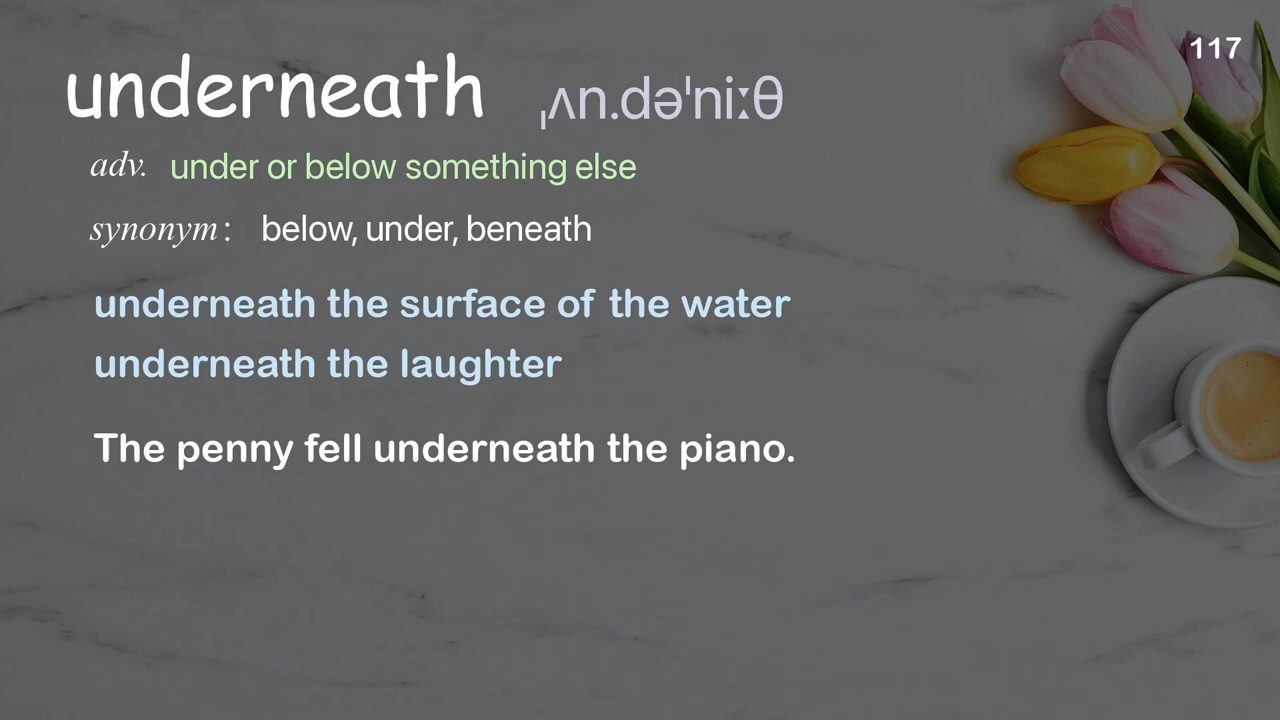 117
underneath ˌʌn.dəˈniːθ
adv. under or below something else
synonym: below, under, beneath
underneath the surface of the water
underneath the laughter
The penny fell underneath the piano.